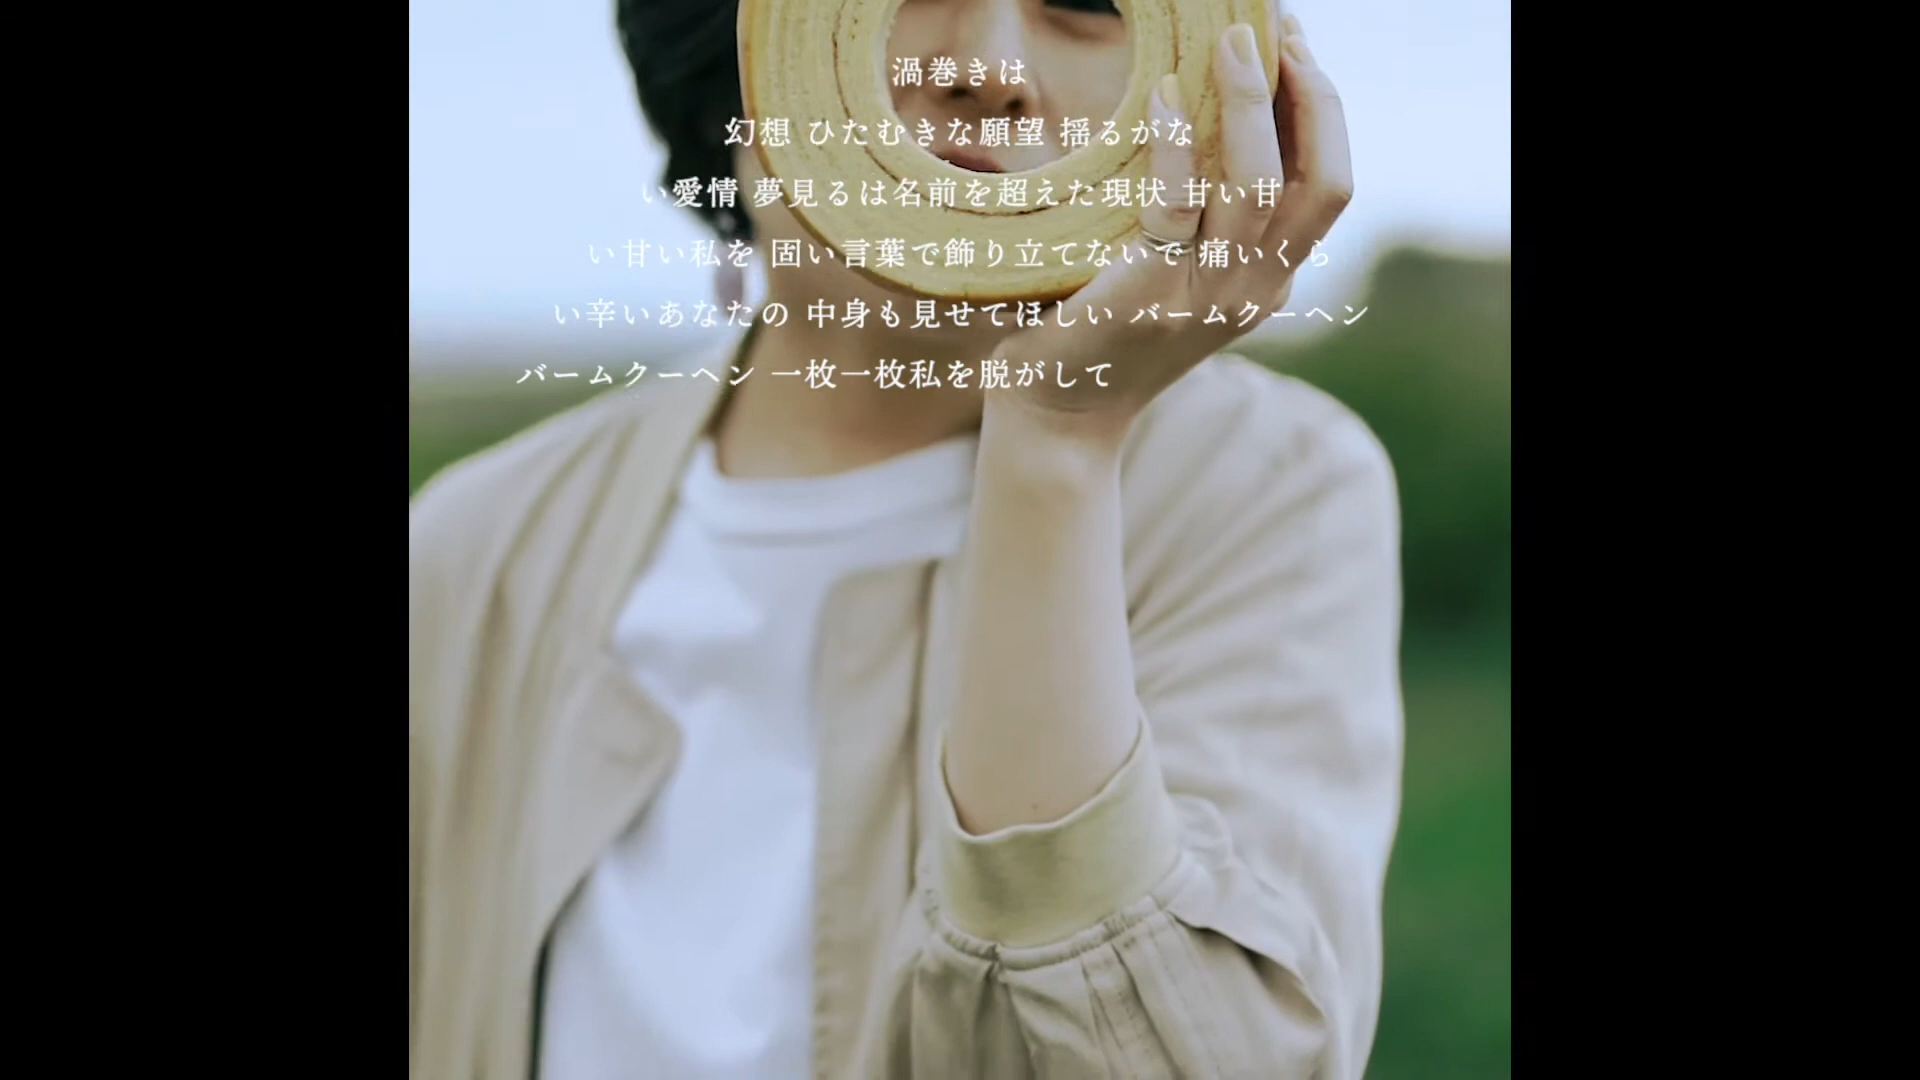 渦巻きは
幻想 ひたむきな願望 揺るがな
い愛情 夢見るは名前を超えた現状 甘い甘
い甘い私を 固い言葉で飾り立てないで 痛いくら
い辛いあなたの 中身も見せてほしい バームクーヘン
バームクーヘン 一枚一枚私を脱がして